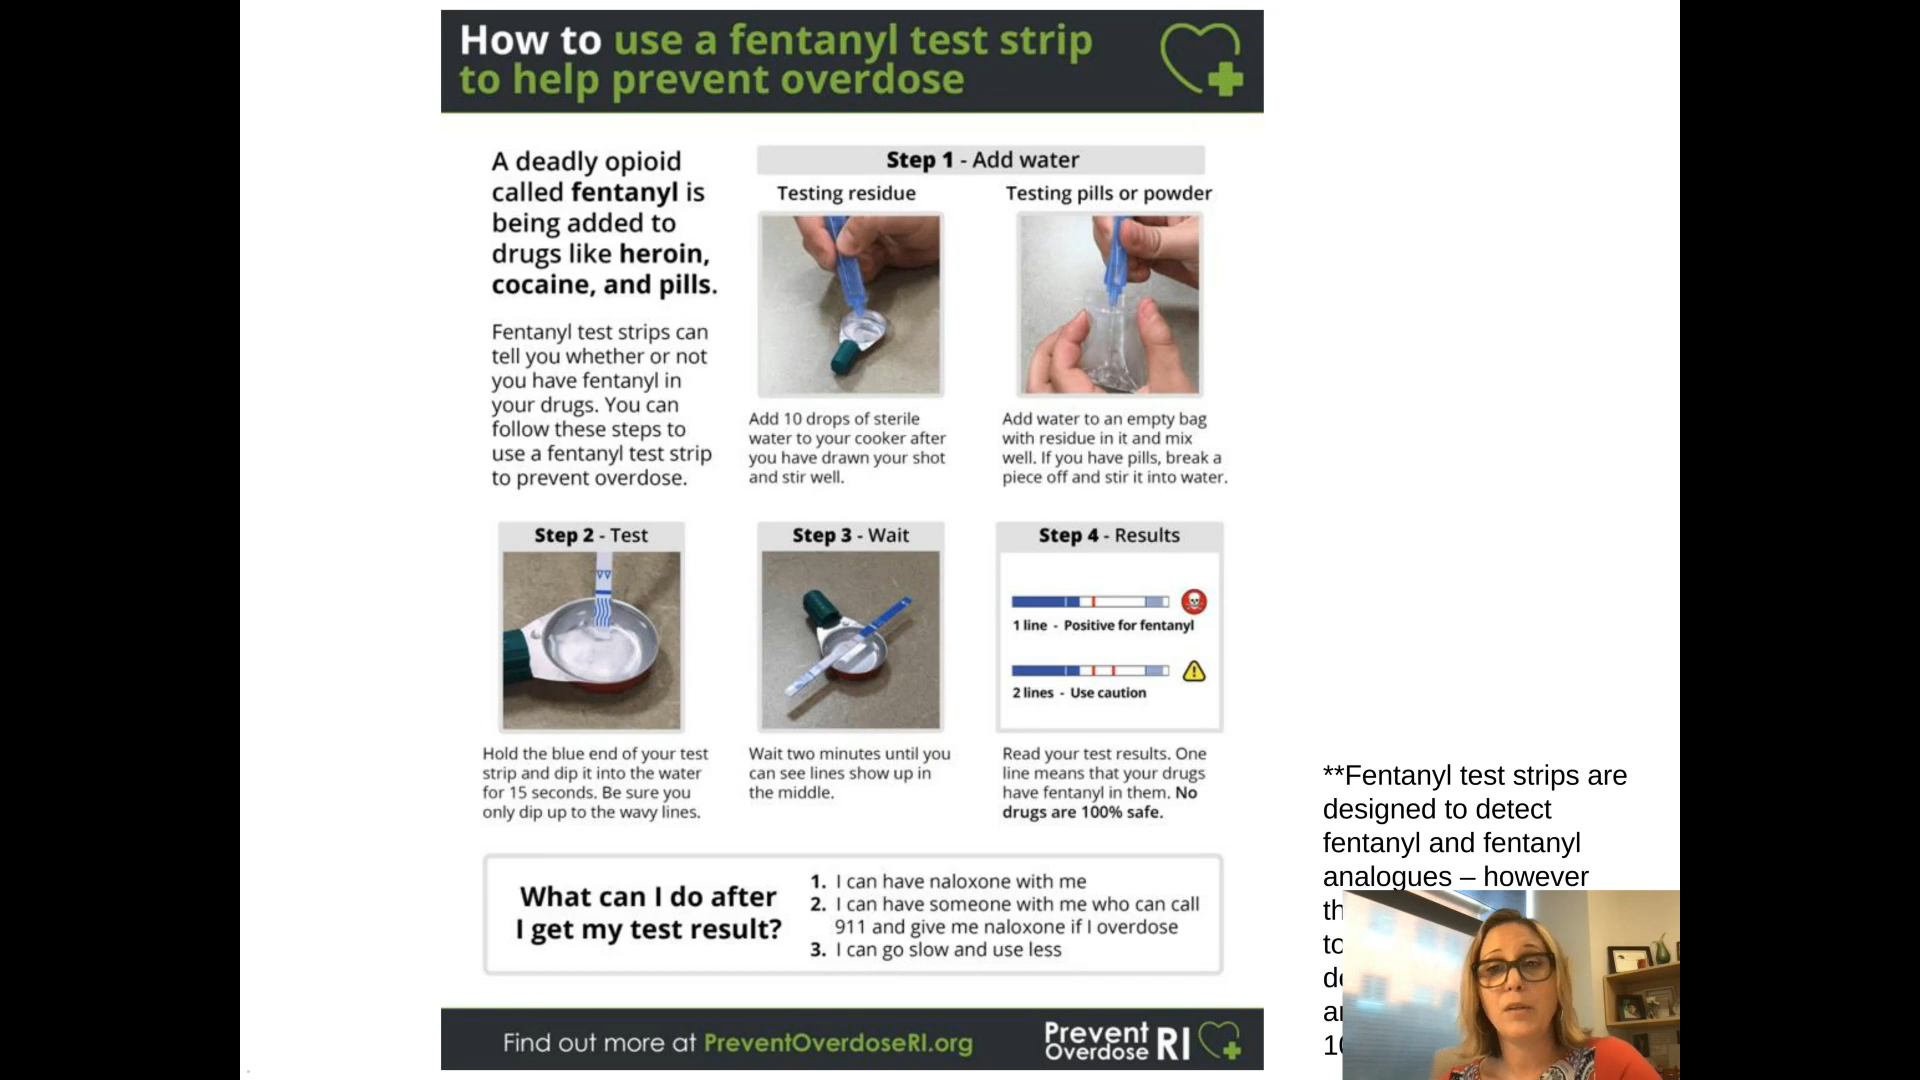 How to use a fentanyl test strip
to help prevent overdose
A deadly opioid
called fentanyl is
being added to
drugs like heroin,
cocaine, and pills.
Fentanyl test strips can
tell you whether or not
you have fentanyl in
your drugs. You can
follow these steps to
use a fentanyl test strip
to prevent overdose.
Step 1 - Add water
Testing residue
Add 10 drops of sterile
water to your cooker after
you have drawn your shot
and stir well.
Testing pills or powder
Add water to an empty bag
with residue in it and mix
well. If you have pills, break a
piece off and stir it into water.
Step 2 - Test
Hold the blue end of your test
strip and dip it into the water
for 15 seconds. Be sure you
only dip up to the wavy lines.
Step 3 - Wait
Wait two minutes until you
can see lines show up in
the middle.
Step 4 - Results
1 line - Positive for fentanyl
2 lines - Use caution
Read your test results. One
line means that your drugs
have fentanyl in them. No
drugs are 100% safe.
What can I do after
I get my test result?
1. I can have naloxone with me
2. I can have someone with me who can call
911 and give me naloxone if I overdose
3. I can go slow and use less
Find out more at PreventOverdoseRI.org
Prevent
Overdose RI
**Fentanyl test strips are
designed to detect
fentanyl and fentanyl
analogues – however